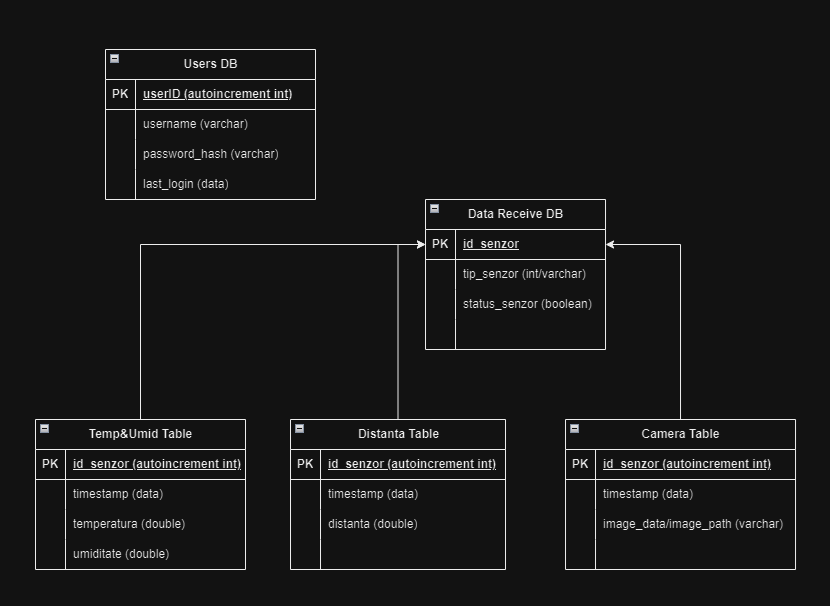 Users DB
PK userID (autoincrement int)
username (varchar)
password_hash (varchar)
last_login (data)
Data Receive DB
PK id_senzor
tip_senzor (int/varchar)
status_senzor (boolean)
Temp&Umid Table
PK id_senzor (autoincrement int)
timestamp (data)
temperatura (double)
umiditate (double)
Distanta Table
PK id_senzor (autoincrement int)
timestamp (data)
distanta (double)
Camera Table
PK id_senzor (autoincrement int)
timestamp (data)
image_data/image_path (varchar)